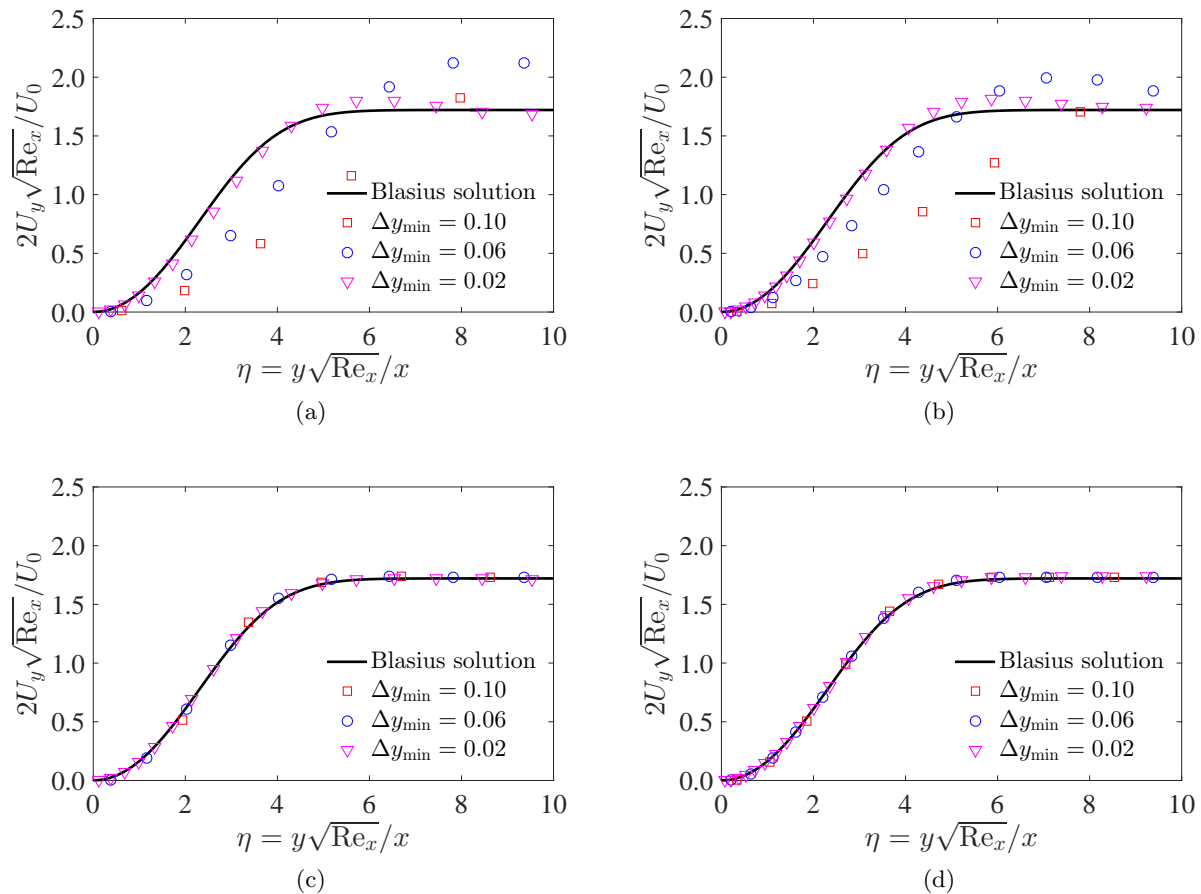 2.5
2.0
1.5
1.0
0.5
0.0
0 2 4 6 8 10
2U_y√Re_x/U_0
η = y√Re_x/x
Blasius solution
Δy_min = 0.10
Δy_min = 0.06
Δy_min = 0.02
(a)
2.5
2.0
1.5
1.0
0.5
0.0
0 2 4 6 8 10
2U_y√Re_x/U_0
η = y√Re_x/x
Blasius solution
Δy_min = 0.10
Δy_min = 0.06
Δy_min = 0.02
(b)
2.5
2.0
1.5
1.0
0.5
0.0
0 2 4 6 8 10
2U_y√Re_x/U_0
η = y√Re_x/x
Blasius solution
Δy_min = 0.10
Δy_min = 0.06
Δy_min = 0.02
(c)
2.5
2.0
1.5
1.0
0.5
0.0
0 2 4 6 8 10
2U_y√Re_x/U_0
η = y√Re_x/x
Blasius solution
Δy_min = 0.10
Δy_min = 0.06
Δy_min = 0.02
(d)